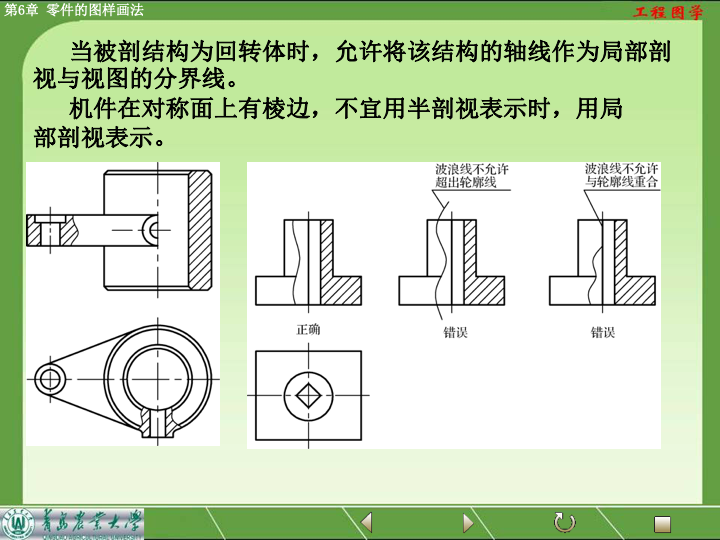 第6章 零件的图样画法
工程图学
当被剖结构为回转体时，允许将该结构的轴线作为局部剖
视与视图的分界线。
机件在对称面上有棱边，不宜用半剖视表示时，用局
部剖视表示。
波浪线不允许
超出轮廓线
波浪线不允许
与轮廓线重合
正确
错误
错误
青岛农业大学